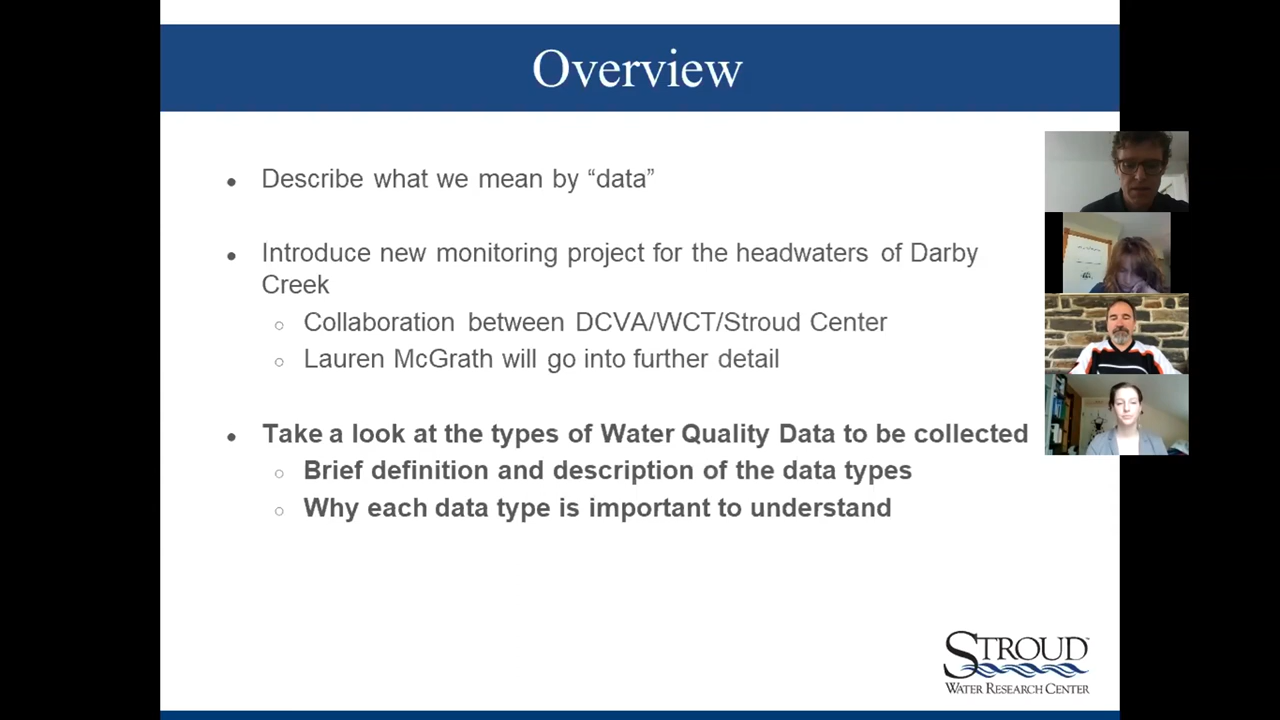 Overview
Describe what we mean by “data”
Introduce new monitoring project for the headwaters of Darby
Creek
Collaboration between DCVA/WCT/Stroud Center
Lauren McGrath will go into further detail
Take a look at the types of Water Quality Data to be collected
Brief definition and description of the data types
Why each data type is important to understand
STROUD
WATER RESEARCH CENTER